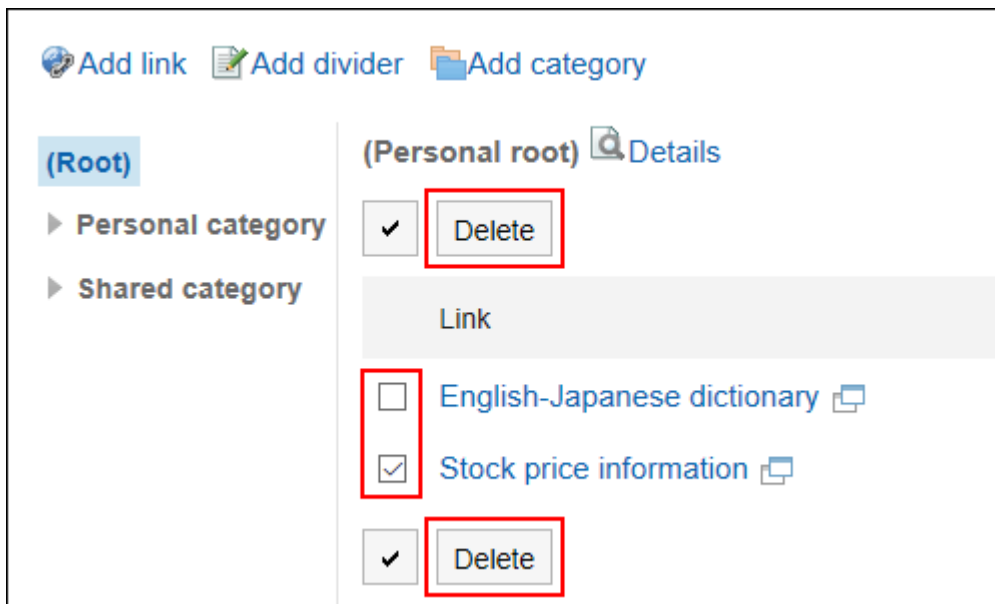 Add link Add divider Add category
(Root)
Personal category
Shared category
(Personal root) Details
Delete
Link
English-Japanese dictionary
Stock price information
Delete